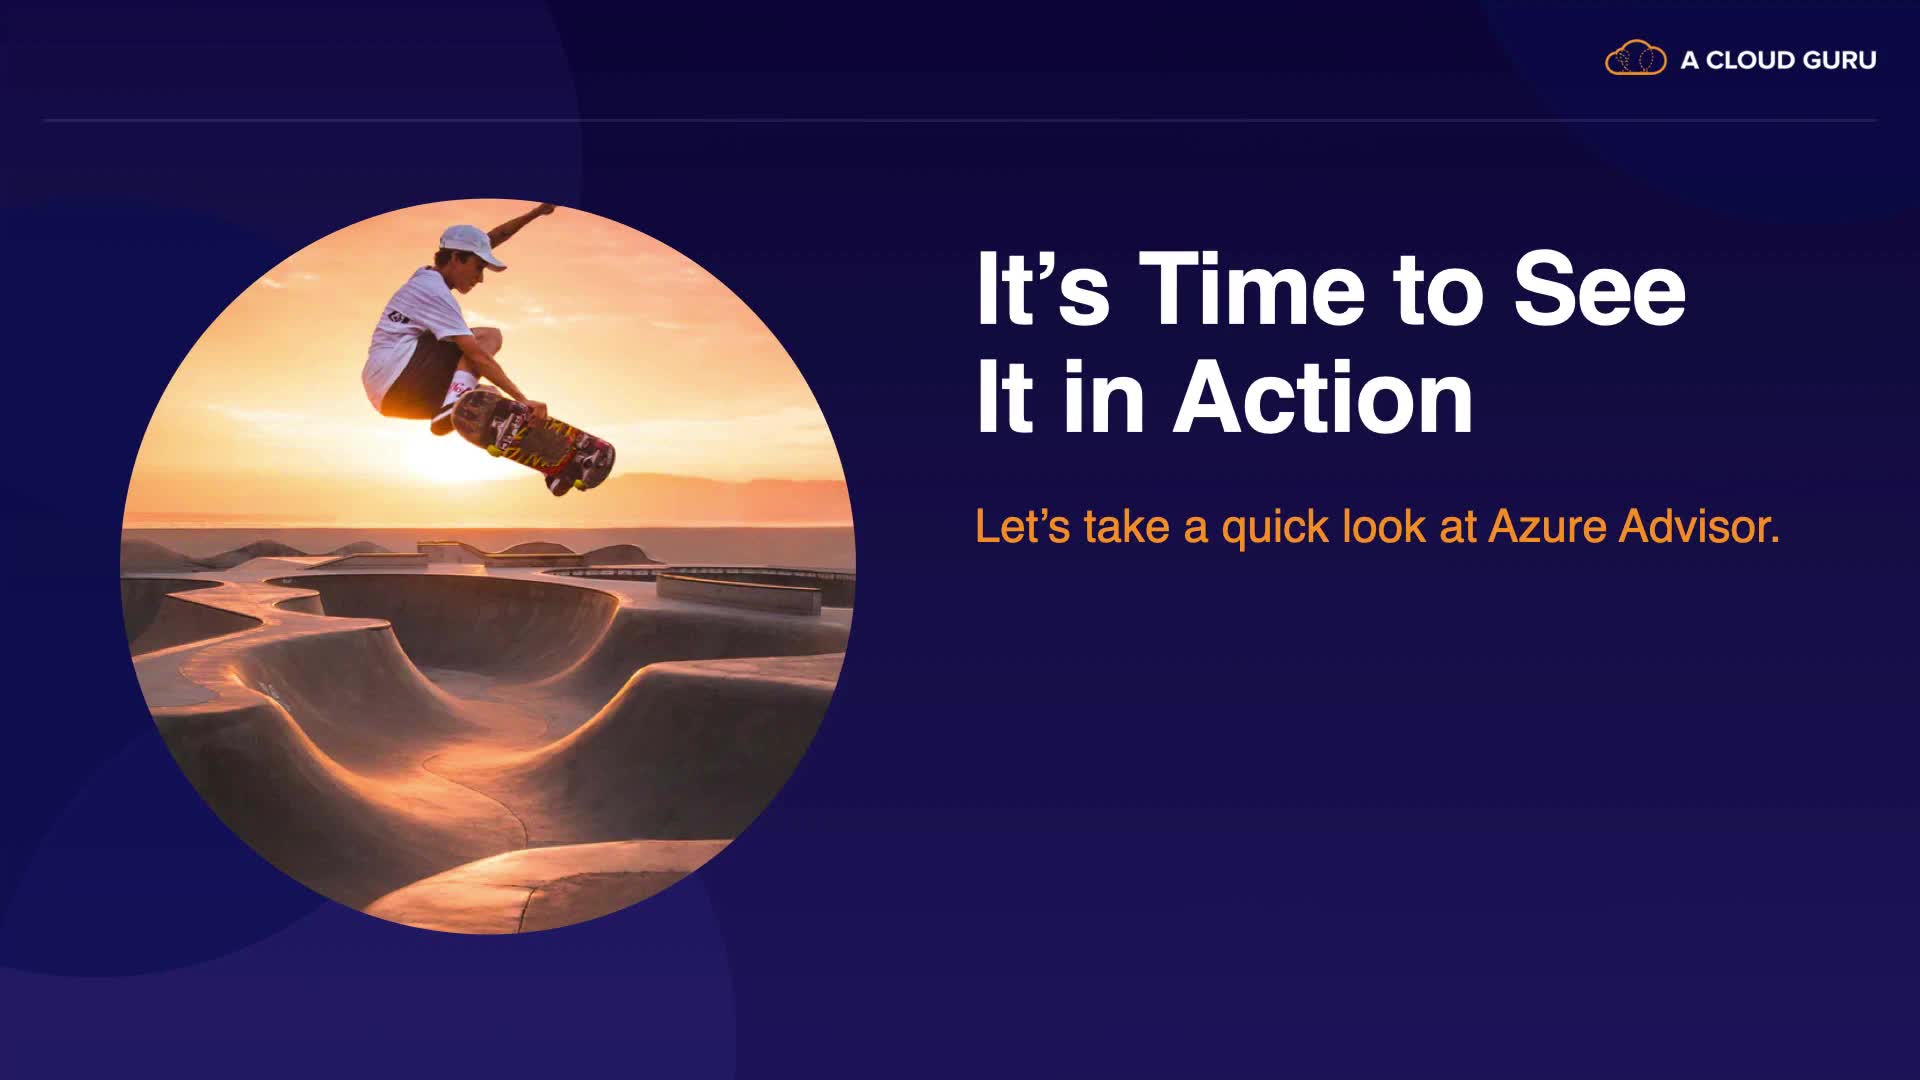 A CLOUD GURU
It’s Time to See
It in Action
Let’s take a quick look at Azure Advisor.